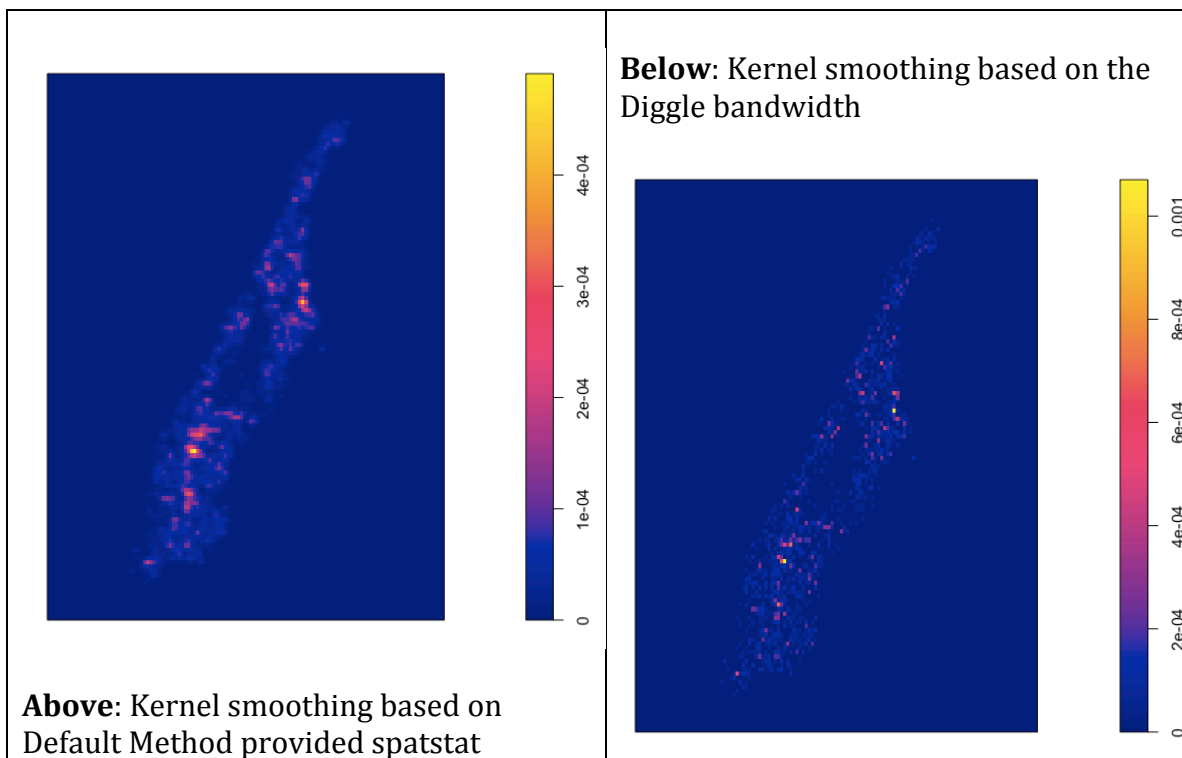 4e-04
3e-04
2e-04
1e-04
0
Above: Kernel smoothing based on
Default Method provided spatstat
Below: Kernel smoothing based on the
Diggle bandwidth
0.001
8e-04
6e-04
4e-04
2e-04
0